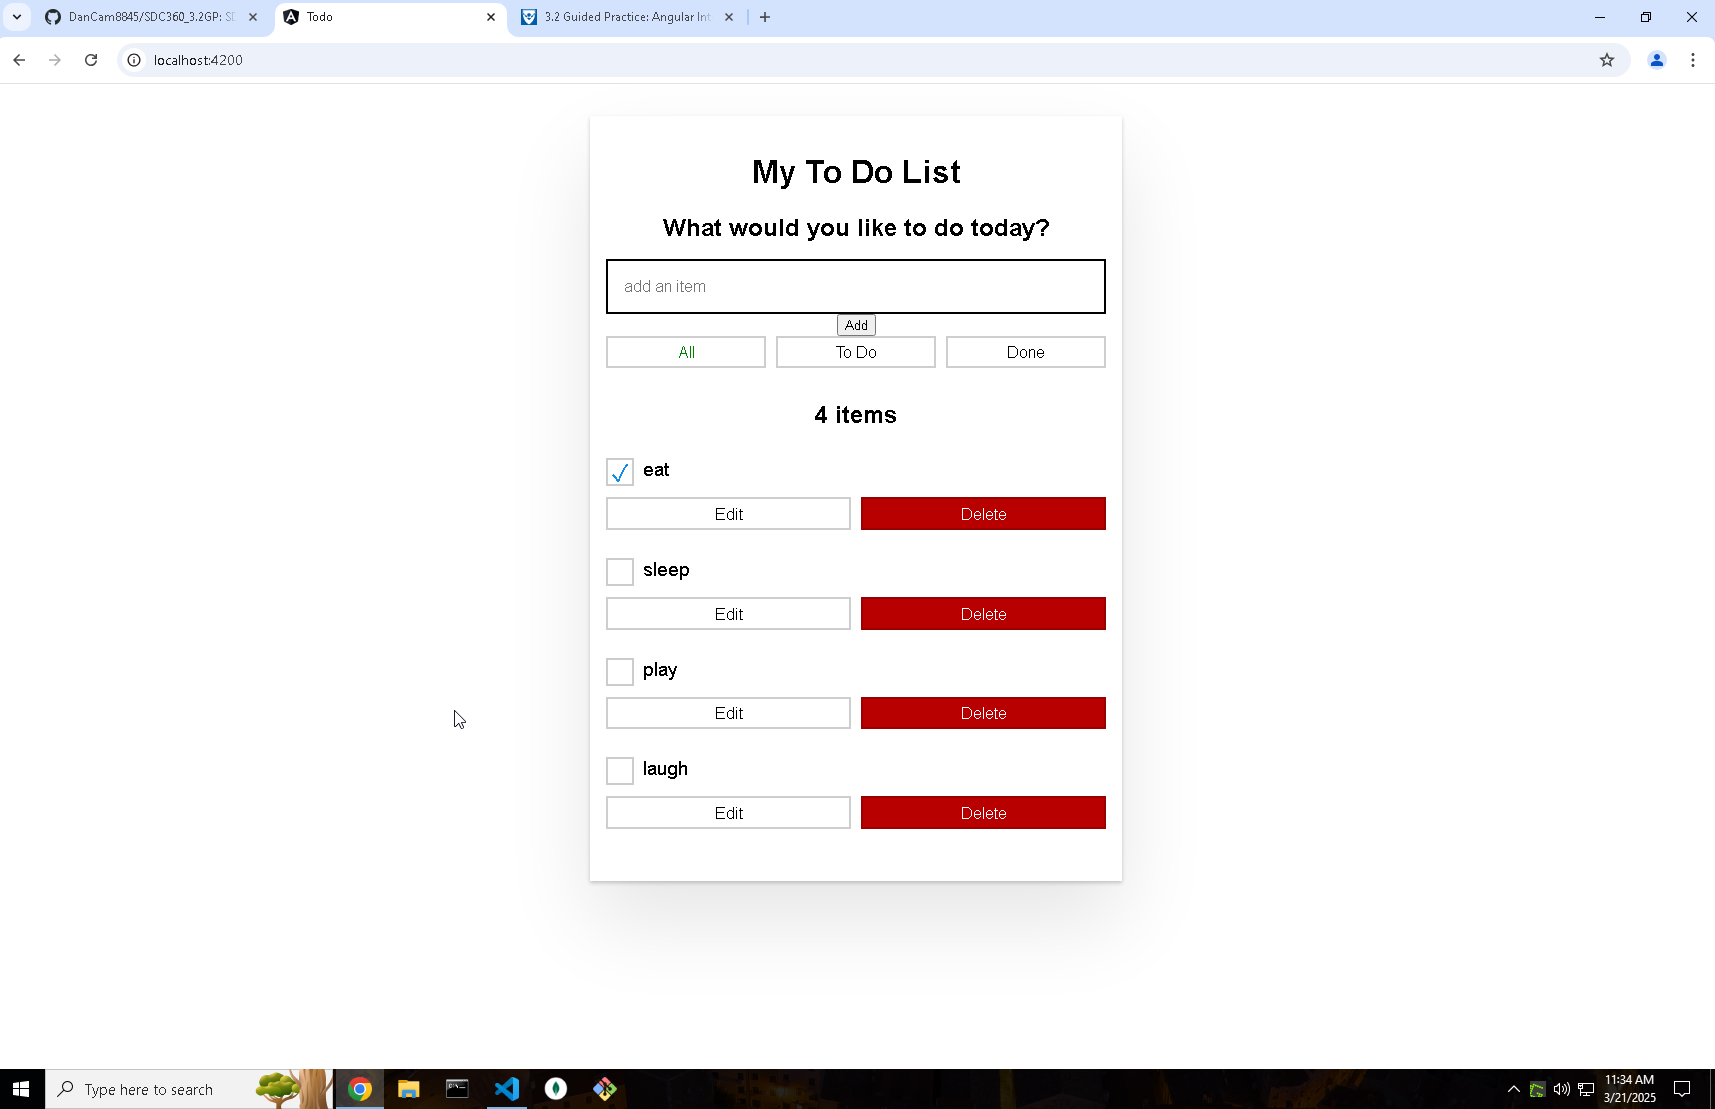 DanCam8845/SDC360_3.2GP: SD
Todo
3.2 Guided Practice: Angular Int
localhost:4200
My To Do List
What would you like to do today?
add an item
Add
All To Do Done
4 items
eat
Edit Delete
sleep
Edit Delete
play
Edit Delete
laugh
Edit Delete
Type here to search
11:34 AM
3/21/2025